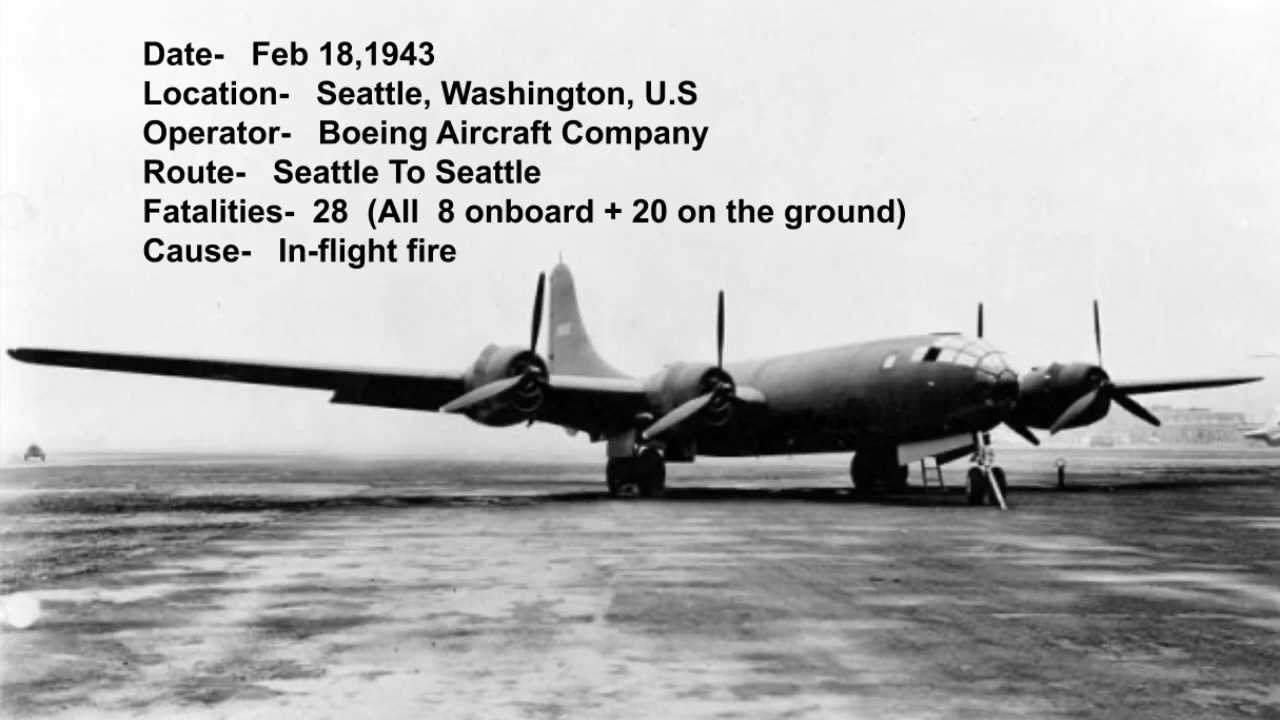 Date-   Feb 18,1943
Location-   Seattle, Washington, U.S
Operator-   Boeing Aircraft Company
Route-   Seattle To Seattle
Fatalities-  28  (All  8 onboard + 20 on the ground)
Cause-   In-flight fire